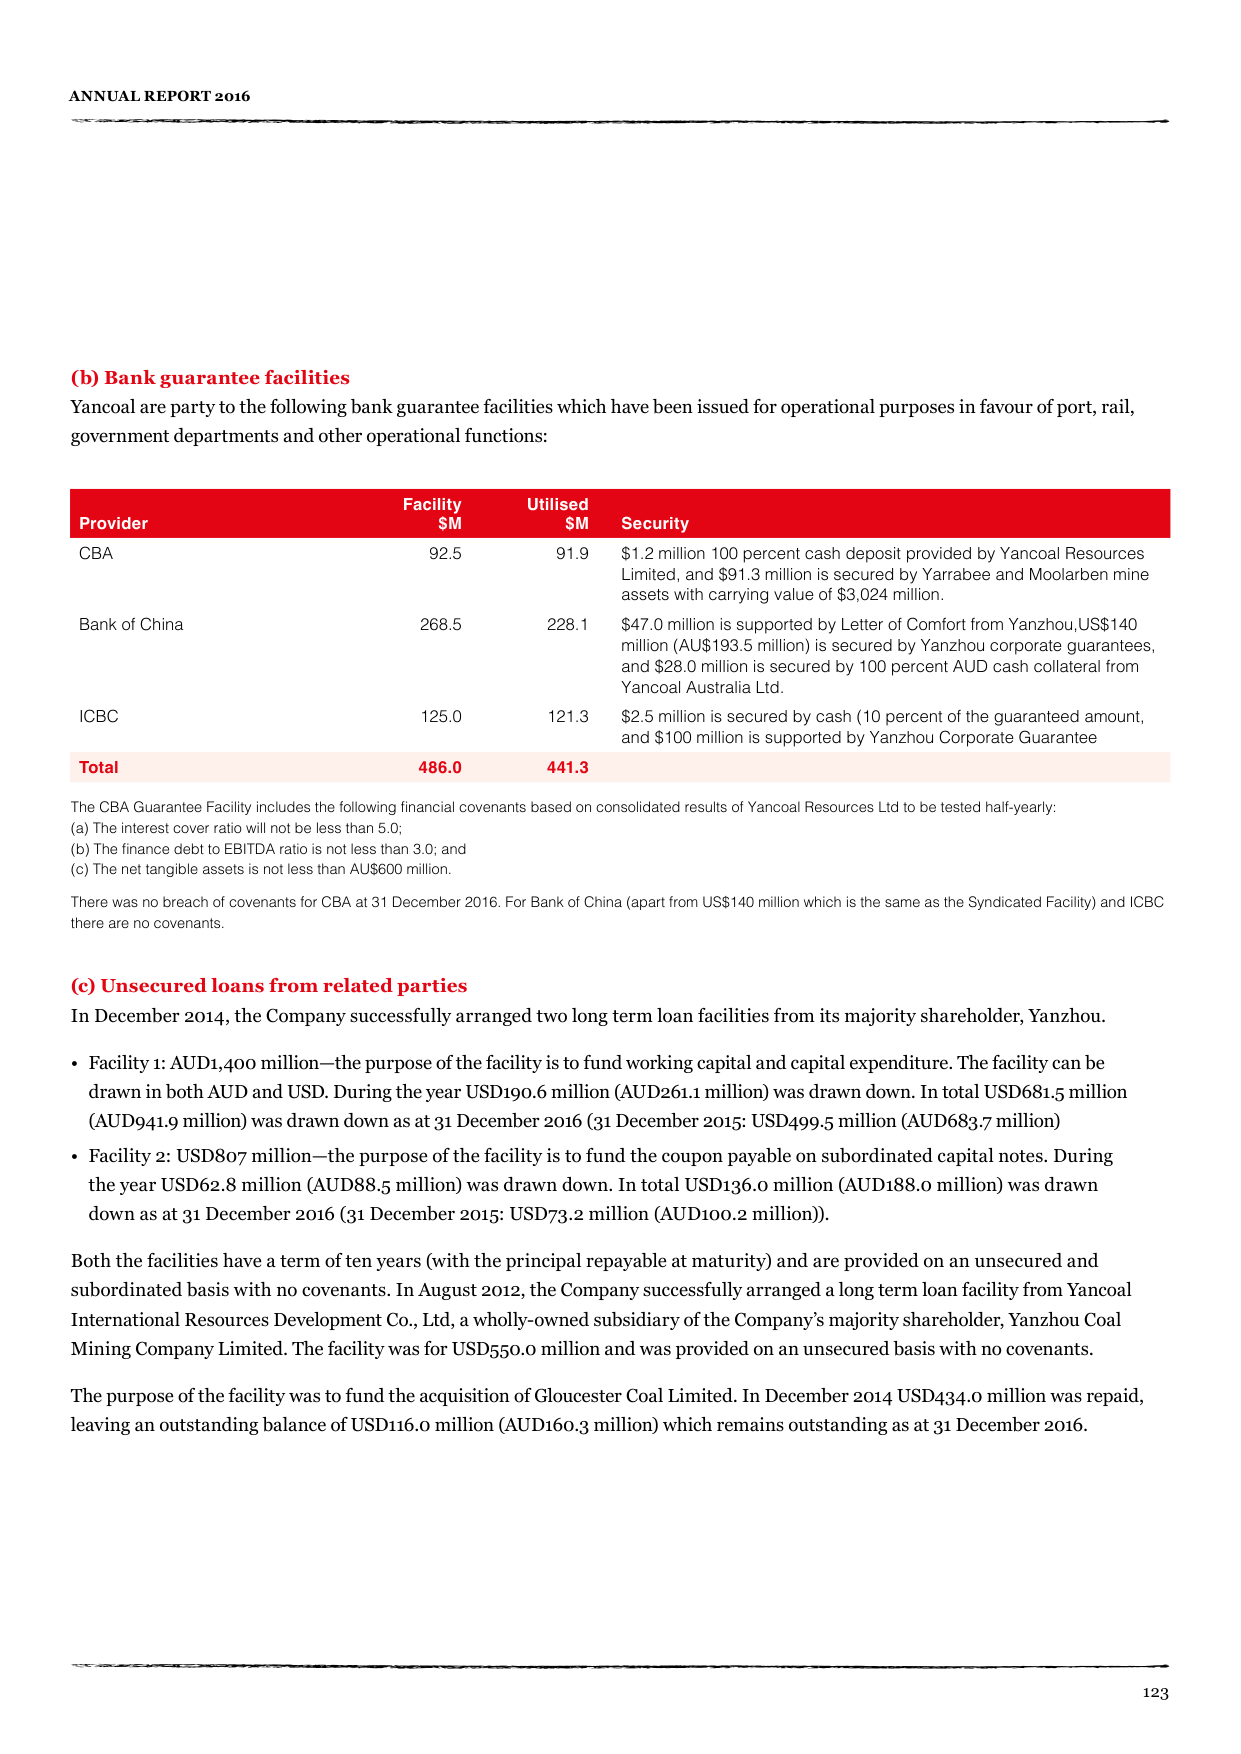 ANNUAL REPORT 2016
(b) Bank guarantee facilities
Yancoal are party to the following bank guarantee facilities which have been issued for operational purposes in favour of port, rail,
government departments and other operational functions:
Provider Facility $M Utilised $M Security
CBA 92.5 91.9 $1.2 million 100 percent cash deposit provided by Yancoal Resources
Limited, and $91.3 million is secured by Yarrabee and Moolarben mine
assets with carrying value of $3,024 million.
Bank of China 268.5 228.1 $47.0 million is supported by Letter of Comfort from Yanzhou,US$140
million (AU$193.5 million) is secured by Yanzhou corporate guarantees,
and $28.0 million is secured by 100 percent AUD cash collateral from
Yancoal Australia Ltd.
ICBC 125.0 121.3 $2.5 million is secured by cash (10 percent of the guaranteed amount,
and $100 million is supported by Yanzhou Corporate Guarantee
Total 486.0 441.3
The CBA Guarantee Facility includes the following financial covenants based on consolidated results of Yancoal Resources Ltd to be tested half-yearly:
(a) The interest cover ratio will not be less than 5.0;
(b) The finance debt to EBITDA ratio is not less than 3.0; and
(c) The net tangible assets is not less than AU$600 million.
There was no breach of covenants for CBA at 31 December 2016. For Bank of China (apart from US$140 million which is the same as the Syndicated Facility) and ICBC
there are no covenants.
(c) Unsecured loans from related parties
In December 2014, the Company successfully arranged two long term loan facilities from its majority shareholder, Yanzhou.
• Facility 1: AUD1,400 million—the purpose of the facility is to fund working capital and capital expenditure. The facility can be
drawn in both AUD and USD. During the year USD190.6 million (AUD261.1 million) was drawn down. In total USD681.5 million
(AUD941.9 million) was drawn down as at 31 December 2016 (31 December 2015: USD499.5 million (AUD683.7 million)
• Facility 2: USD807 million—the purpose of the facility is to fund the coupon payable on subordinated capital notes. During
the year USD62.8 million (AUD88.5 million) was drawn down. In total USD136.0 million (AUD188.0 million) was drawn
down as at 31 December 2016 (31 December 2015: USD73.2 million (AUD100.2 million)).
Both the facilities have a term of ten years (with the principal repayable at maturity) and are provided on an unsecured and
subordinated basis with no covenants. In August 2012, the Company successfully arranged a long term loan facility from Yancoal
International Resources Development Co., Ltd, a wholly-owned subsidiary of the Company's majority shareholder, Yanzhou Coal
Mining Company Limited. The facility was for USD550.0 million and was provided on an unsecured basis with no covenants.
The purpose of the facility was to fund the acquisition of Gloucester Coal Limited. In December 2014 USD434.0 million was repaid,
leaving an outstanding balance of USD116.0 million (AUD160.3 million) which remains outstanding as at 31 December 2016.
123